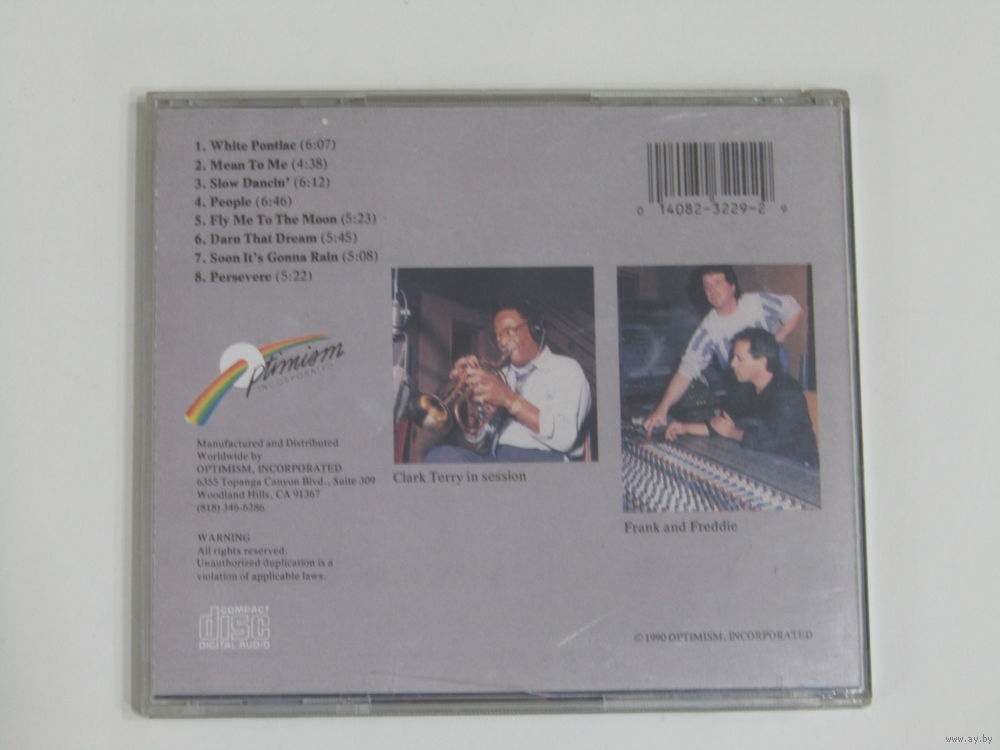 1. White Pontiac (6:07)
2. Mean To Me (4:38)
3. Slow Dancin' (6:12)
4. People (6:46)
5. Fly Me To The Moon (5:23)
6. Darn That Dream (5:45)
7. Soon It's Gonna Rain (5:08)
8. Persevere (5:22)
0 14082-3229-2 9
Optimism
INCORPORATED
Manufactured and Distributed
Worldwide by
OPTIMISM, INCORPORATED
6355 Topanga Canyon Blvd., Suite 309
Woodland Hills, CA 91367
(818) 346-6286
Clark Terry in session
Frank and Freddie
WARNING
All rights reserved.
Unauthorized duplication is a
violation of applicable laws.
COMPACT
disc
DIGITAL AUDIO
©1990 OPTIMISM, INCORPORATED
www.ay.by